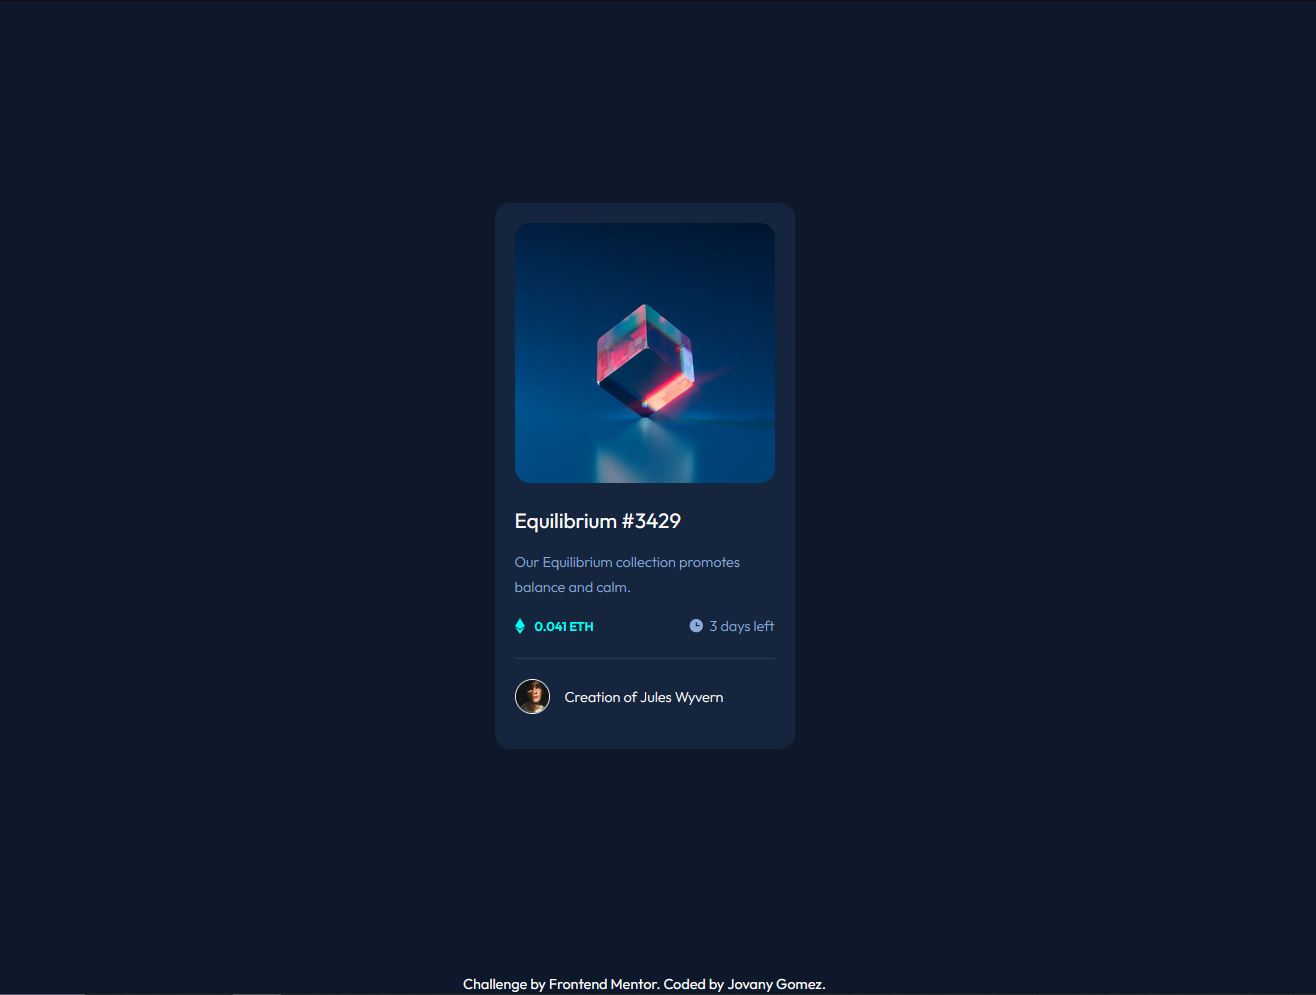 Equilibrium #3429
Our Equilibrium collection promotes
balance and calm.
0.041 ETH
3 days left
Creation of Jules Wyvern
Challenge by Frontend Mentor. Coded by Jovany Gomez.